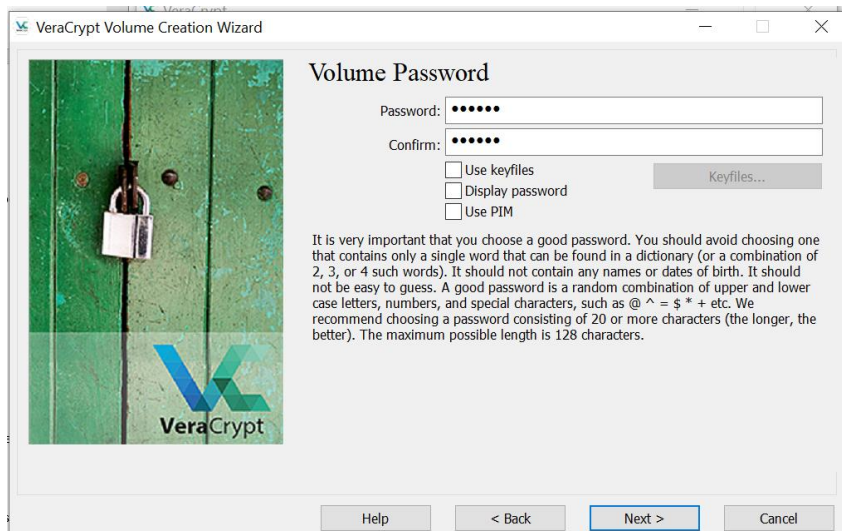 VeraCrypt
VeraCrypt Volume Creation Wizard
Volume Password
Password: ••••••
Confirm: ••••••
Use keyfiles
Keyfiles...
Display password
Use PIM
It is very important that you choose a good password. You should avoid choosing one
that contains only a single word that can be found in a dictionary (or a combination of
2, 3, or 4 such words). It should not contain any names or dates of birth. It should
not be easy to guess. A good password is a random combination of upper and lower
case letters, numbers, and special characters, such as @ ^ = $ * + etc. We
recommend choosing a password consisting of 20 or more characters (the longer, the
better). The maximum possible length is 128 characters.
VeraCrypt
Help
< Back
Next >
Cancel